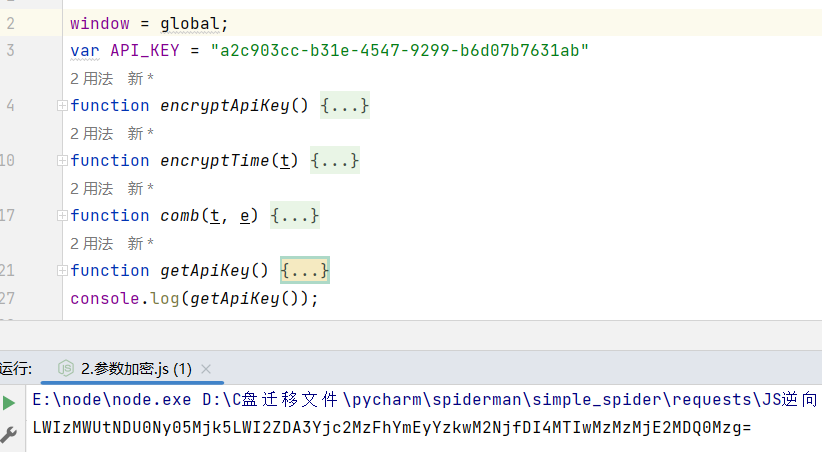 2 window = global;
3 var API_KEY = "a2c903cc-b31e-4547-9299-b6d07b7631ab"
2 用法 新 *
4 function encryptApiKey() {...}
2 用法 新 *
10 function encryptTime(t) {...}
2 用法 新 *
17 function comb(t, e) {...}
2 用法 新 *
21 function getApiKey() {...}
27 console.log(getApiKey());
运行: JS 2.参数加密.js (1) ×
E:\node\node.exe D:\C盘迁移文件\pycharm\spiderman\simple_spider\requests\JS逆向
LWIzMWUtNDU0Ny05Mjk5LWI2ZDA3Yjc2MzFhYmEyYzkwM2NjfDI4MTIwMzMzMjE2MDQ0Mzg=